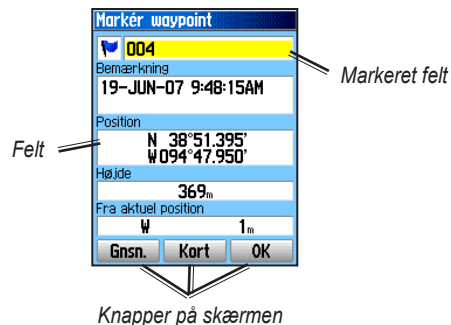 Markér waypoint
004
Bemærkning
19-JUN-07 9:48:15AM
Position
N 38°51.395'
W094°47.950'
Højde
369m
Fra aktuel position
W 1m
Gnsn. Kort OK
Markeret felt
Felt
Knapper på skærmen